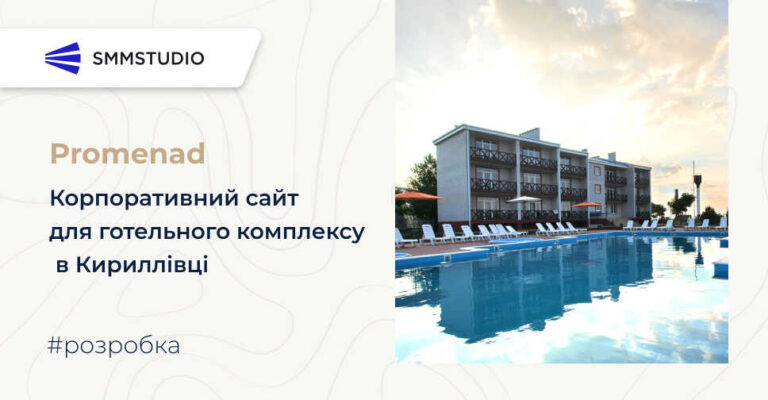 SMMSTUDIO
Promenad
Корпоративний сайт
для готельного комплексу
в Кириллівці
#розробка